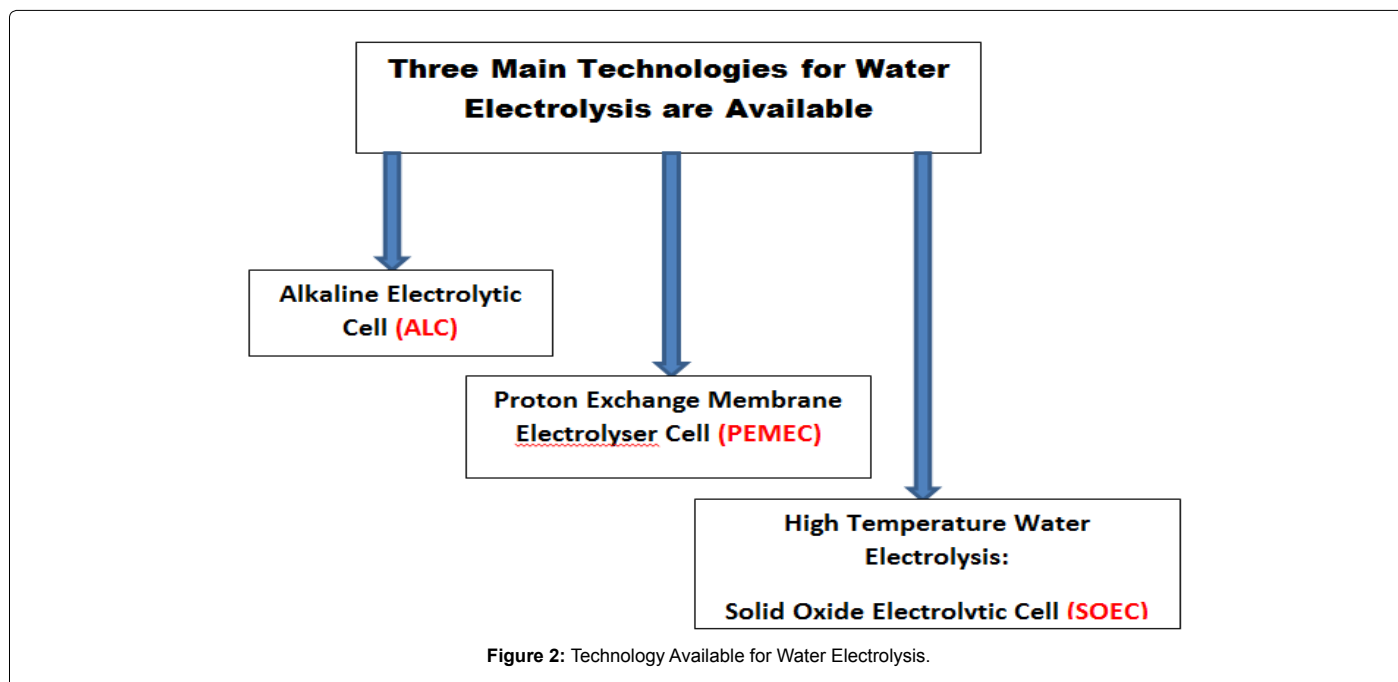 Three Main Technologies for Water
Electrolysis are Available
Alkaline Electrolytic
Cell (ALC)
Proton Exchange Membrane
Electrolyser Cell (PEMEC)
High Temperature Water
Electrolysis:
Solid Oxide Electrolytic Cell (SOEC)
Figure 2: Technology Available for Water Electrolysis.